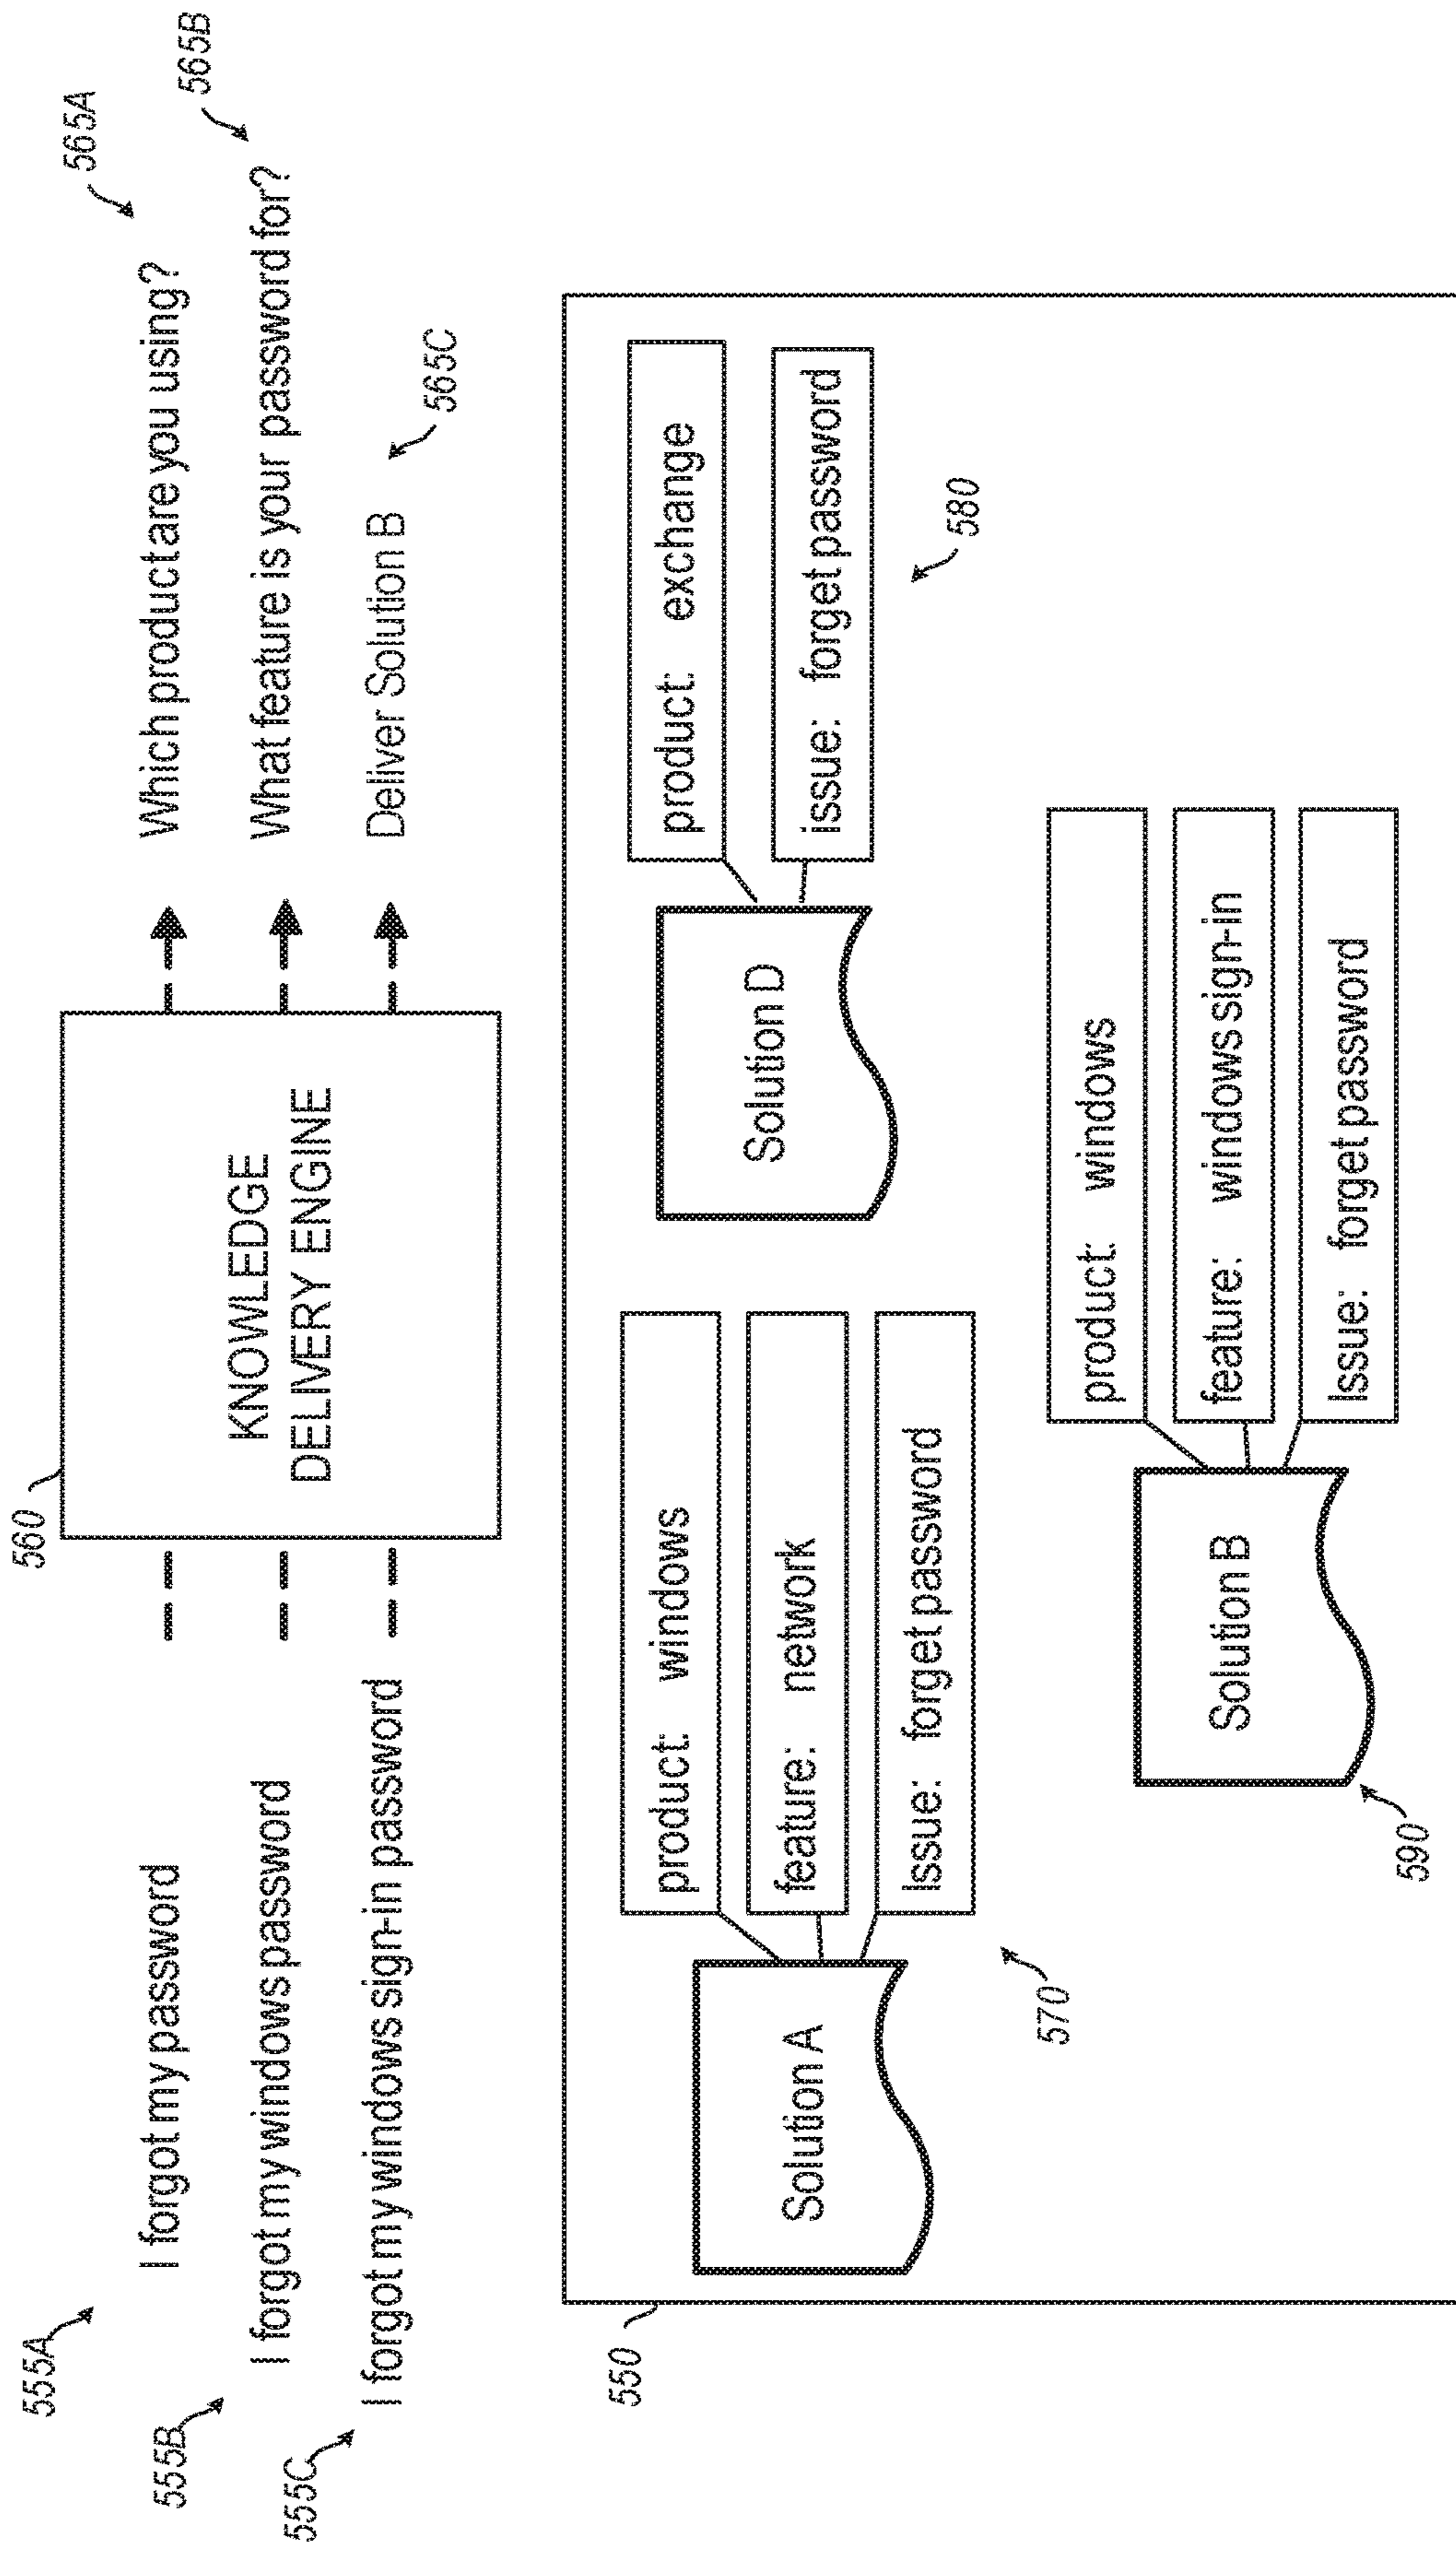 560
565A
565B
565C
555A
555B
555C
I forgot my password
I forgot my windows password
I forgot my windows sign-in password
KNOWLEDGE
DELIVERY ENGINE
Which product are you using?
What feature is your password for?
Deliver Solution B
550
Solution A
product: windows
feature: network
Issue: forget password
570
Solution D
product: exchange
issue: forget password
580
Solution B
product: windows
feature: windows sign-in
Issue: forget password
590